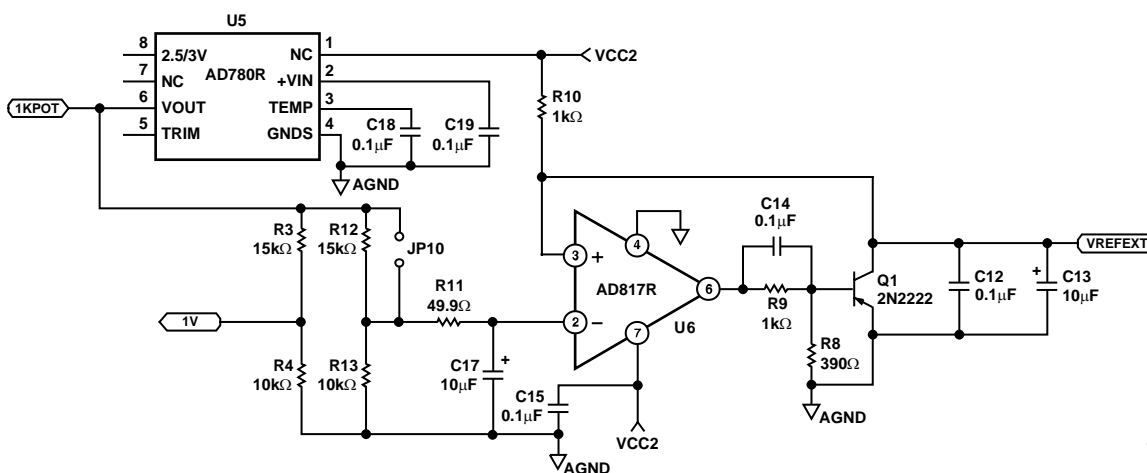 U5
8 2.5/3V NC 1
AD780R
7 NC +VIN 2
6 VOUT TEMP 3
5 TRIM GNDS 4
1KPOT
VCC2
R10
1kΩ
C18
0.1µF
C19
0.1µF
AGND
R3
15kΩ
R12
15kΩ
JP10
C14
0.1µF
VREFEXT
3 +
4
AD817R
6
R11
49.9Ω
2 −
7
U6
R9
1kΩ
Q1
2N2222
C12
0.1µF
+
C13
10µF
1V
R4
10kΩ
R13
10kΩ
C17
10µF
+
R8
390Ω
C15
0.1µF
VCC2
AGND
AGND